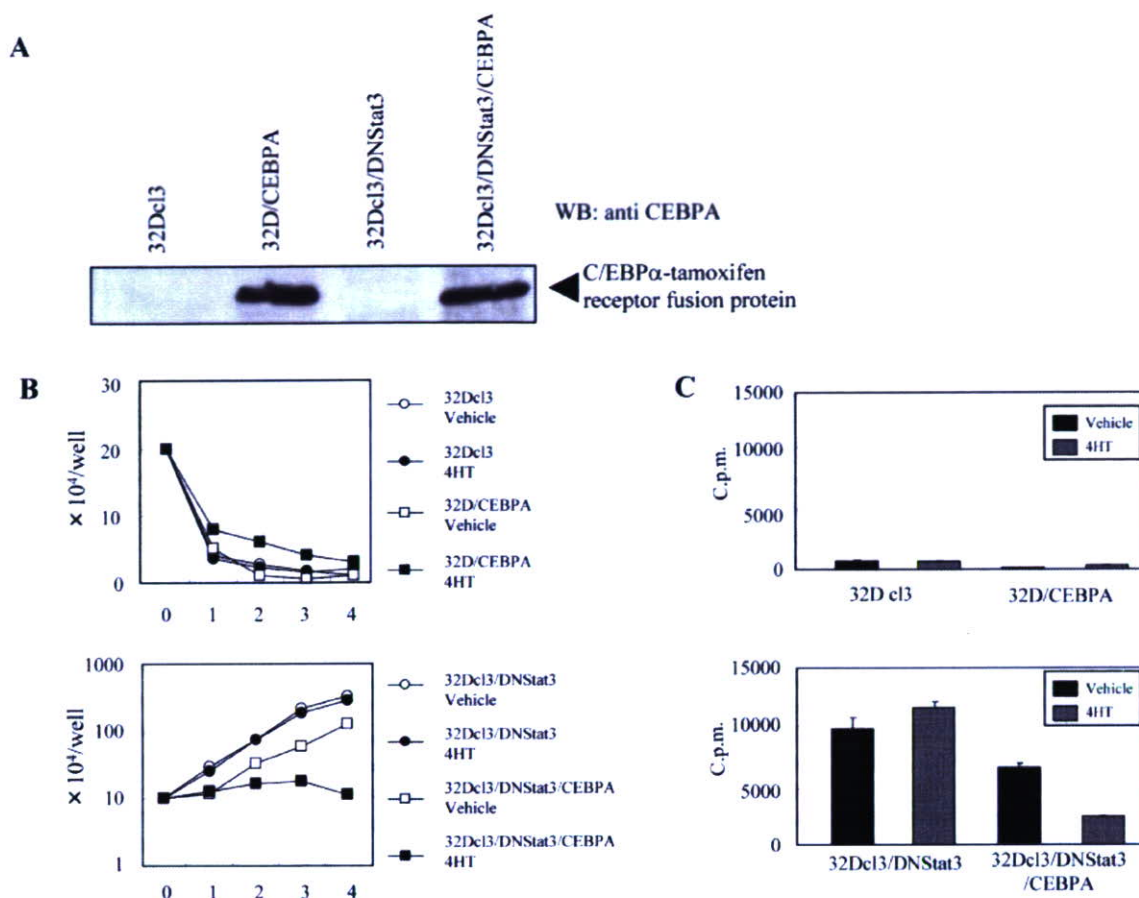 A
32Dcl3
32D/CEBPA
32Dcl3/DNStat3
32Dcl3/DNStat3/CEBPA
WB: anti CEBPA
C/EBPα-tamoxifen
receptor fusion protein
B
× 10⁴/well
30
20
10
0
0 1 2 3 4
32Dcl3
Vehicle
32Dcl3
4HT
32D/CEBPA
Vehicle
32D/CEBPA
4HT
× 10⁴/well
1000
100
10
1
0 1 2 3 4
32Dcl3/DNStat3
Vehicle
32Dcl3/DNStat3
4HT
32Dcl3/DNStat3/CEBPA
Vehicle
32Dcl3/DNStat3/CEBPA
4HT
C
C.p.m.
15000
10000
5000
0
Vehicle
4HT
32D cl3 32D/CEBPA
C.p.m.
15000
10000
5000
0
Vehicle
4HT
32Dcl3/DNStat3 32Dcl3/DNStat3
/CEBPA